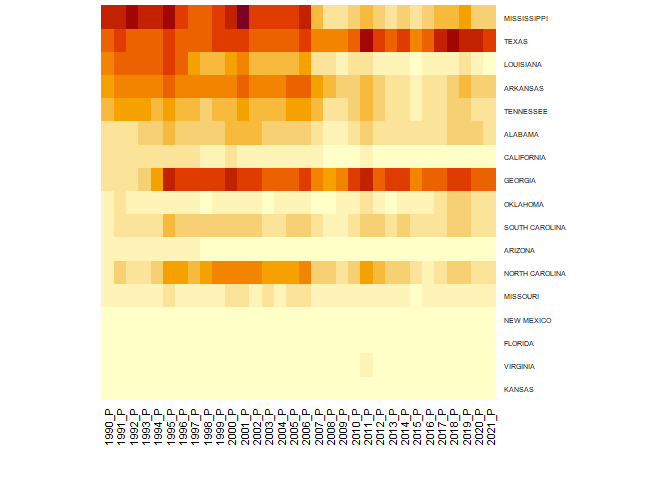 MISSISSIPPI
TEXAS
LOUISIANA
ARKANSAS
TENNESSEE
ALABAMA
CALIFORNIA
GEORGIA
OKLAHOMA
SOUTH CAROLINA
ARIZONA
NORTH CAROLINA
MISSOURI
NEW MEXICO
FLORIDA
VIRGINIA
KANSAS
1990_P
1991_P
1992_P
1993_P
1994_P
1995_P
1996_P
1997_P
1998_P
1999_P
2000_P
2001_P
2002_P
2003_P
2004_P
2005_P
2006_P
2007_P
2008_P
2009_P
2010_P
2011_P
2012_P
2013_P
2014_P
2015_P
2016_P
2017_P
2018_P
2019_P
2020_P
2021_P